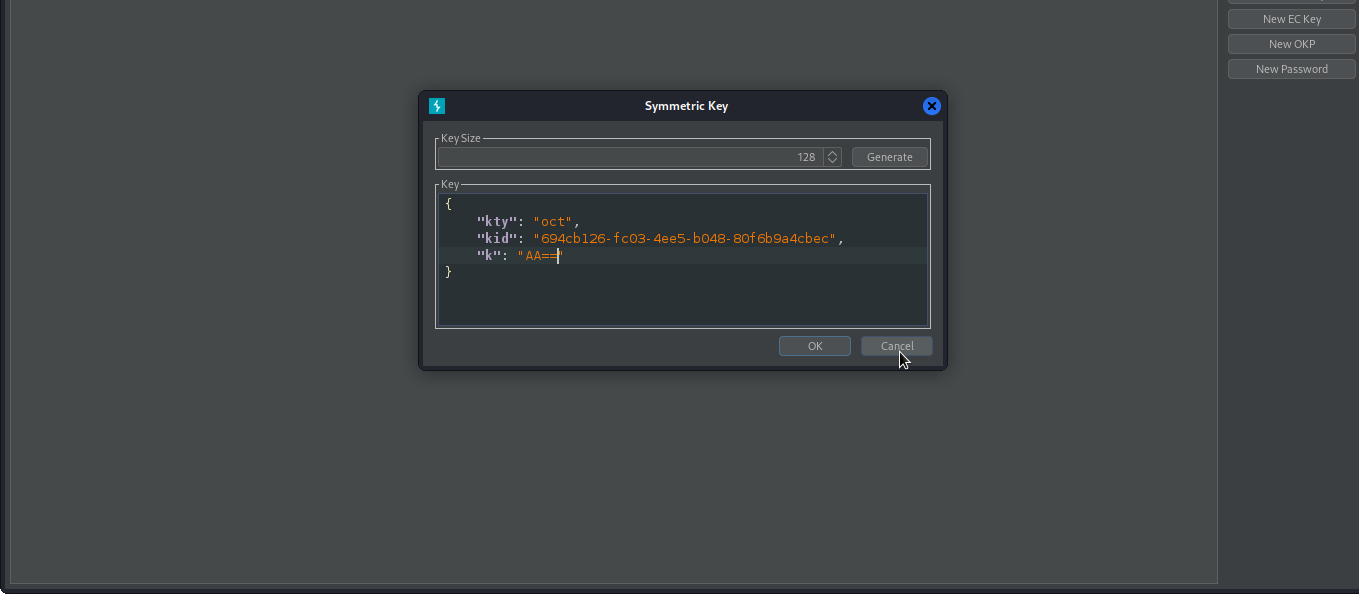 New EC Key
New OKP
New Password
Symmetric Key
Key Size
128
Generate
Key
{
"kty": "oct",
"kid": "694cb126-fc03-4ee5-b048-80f6b9a4cbec",
"k": "AA=="
}
OK
Cancel